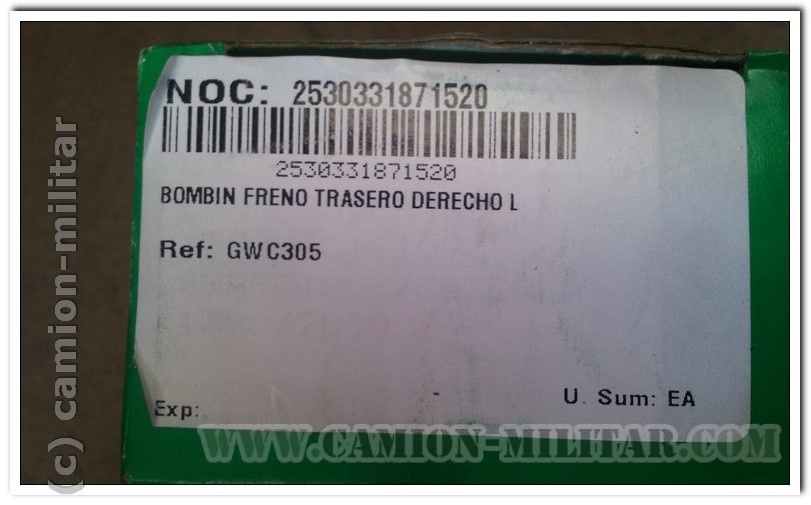 NOC: 2530331871520
2530331871520
BOMBIN FRENO TRASERO DERECHO L
Ref: GWC305
U. Sum: EA
Exp:
WWW.CAMION-MILITAR.COM
(c) camion-militar